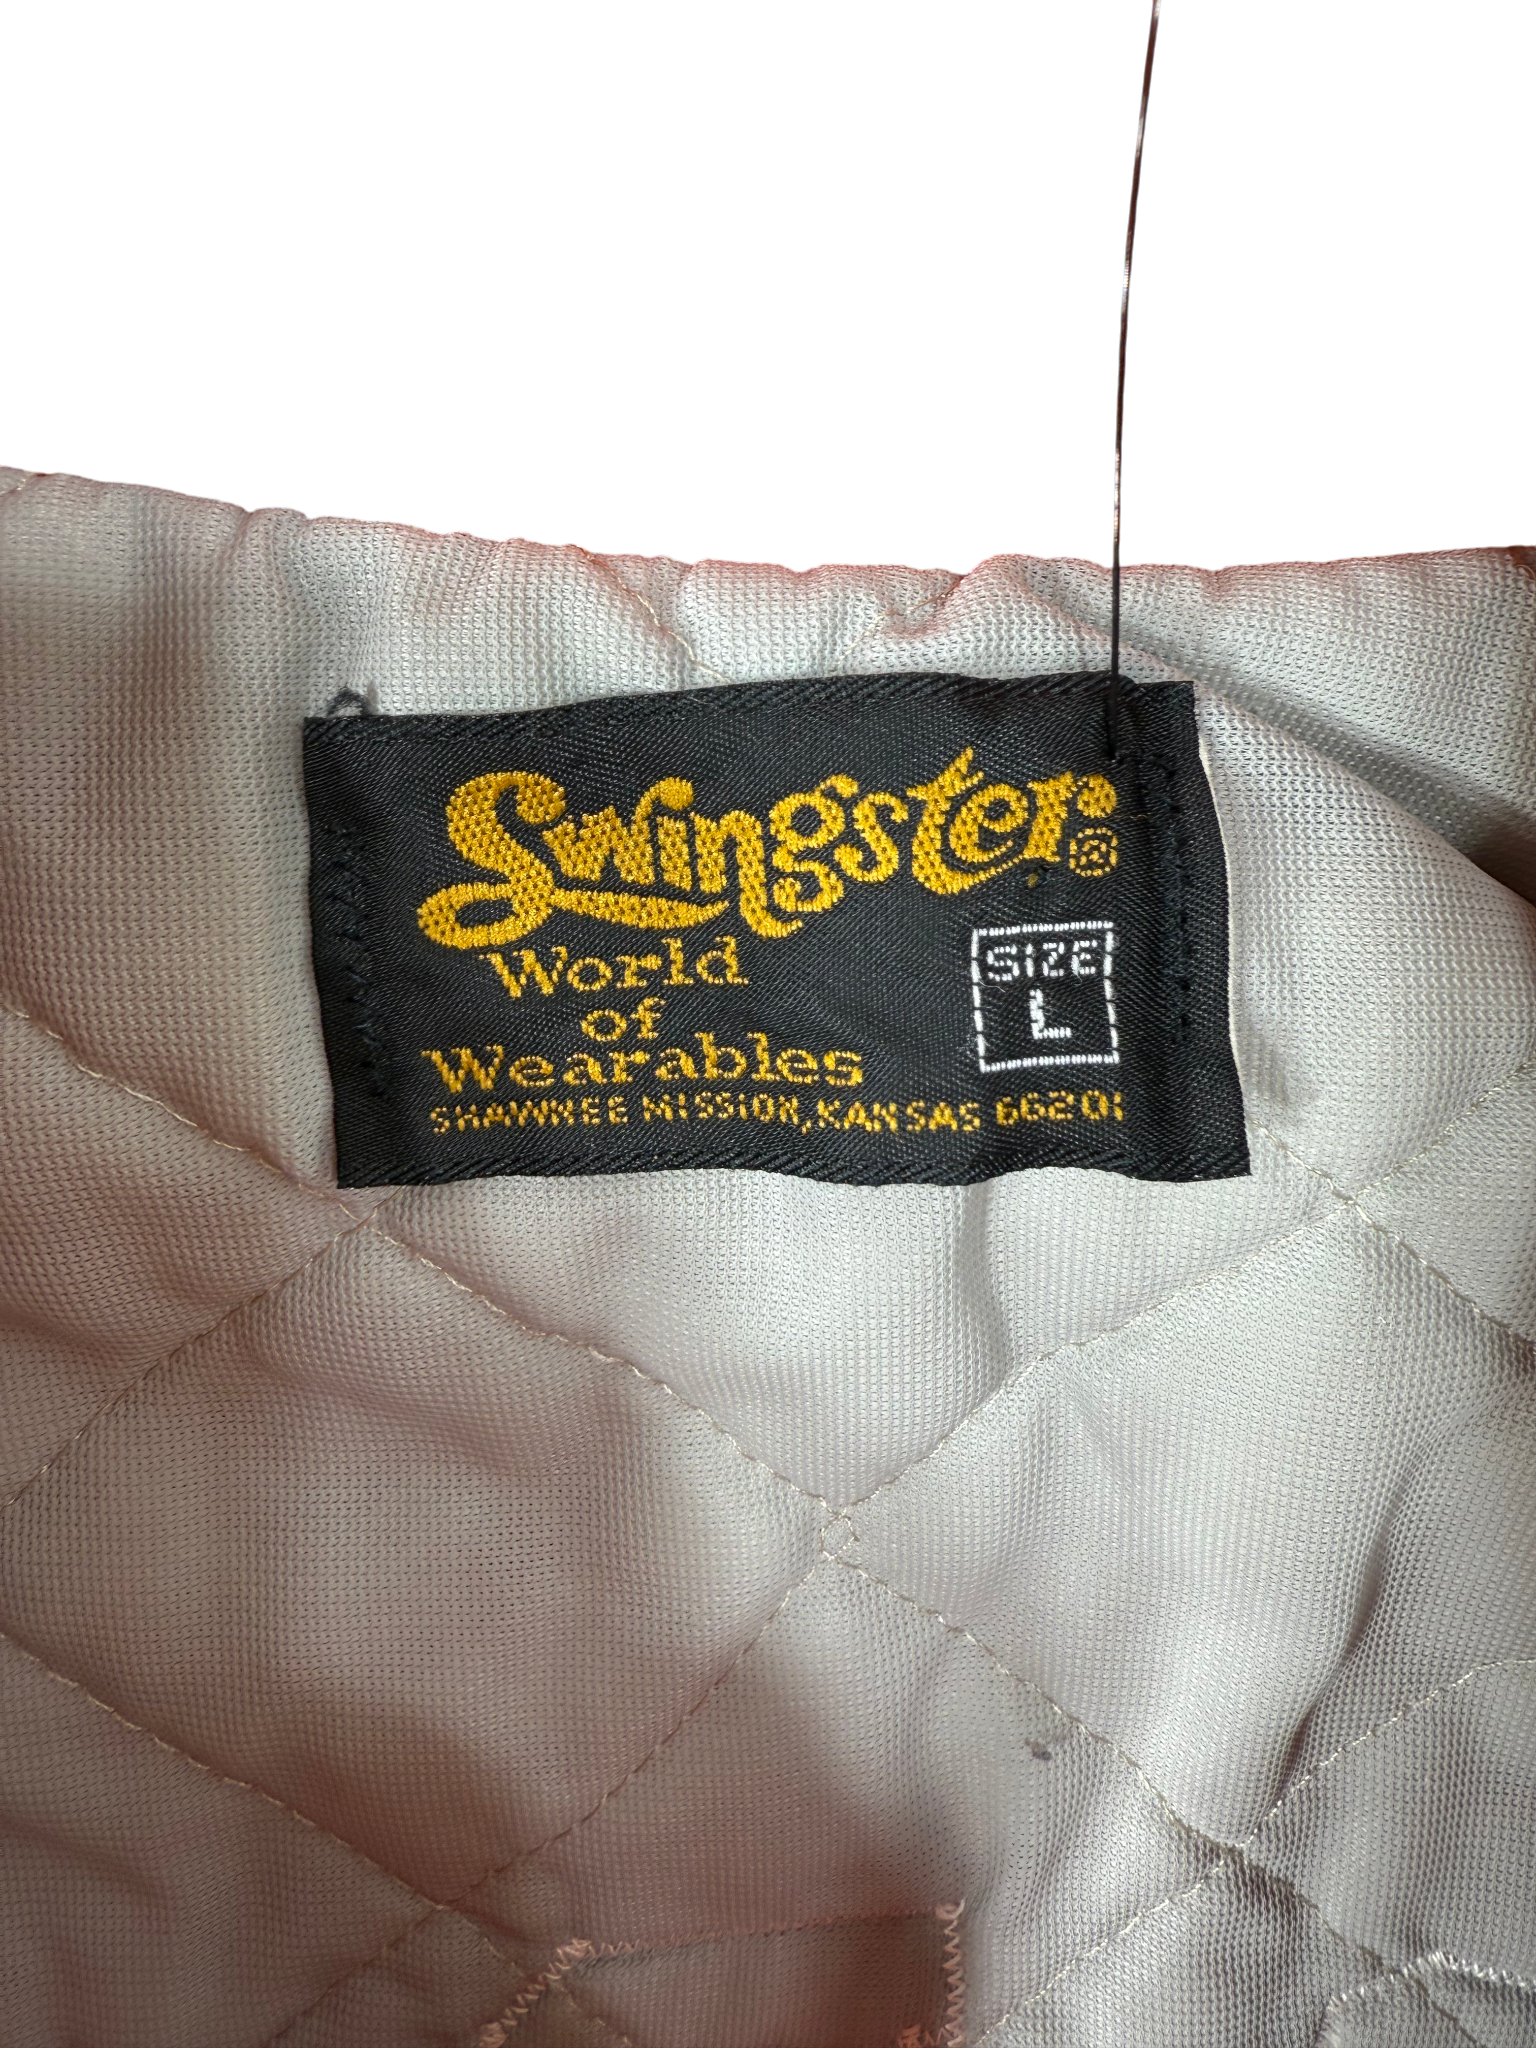 Swingster®
World
of
Wearables
SIZE
L
SHAWNEE MISSION, KANSAS 66201